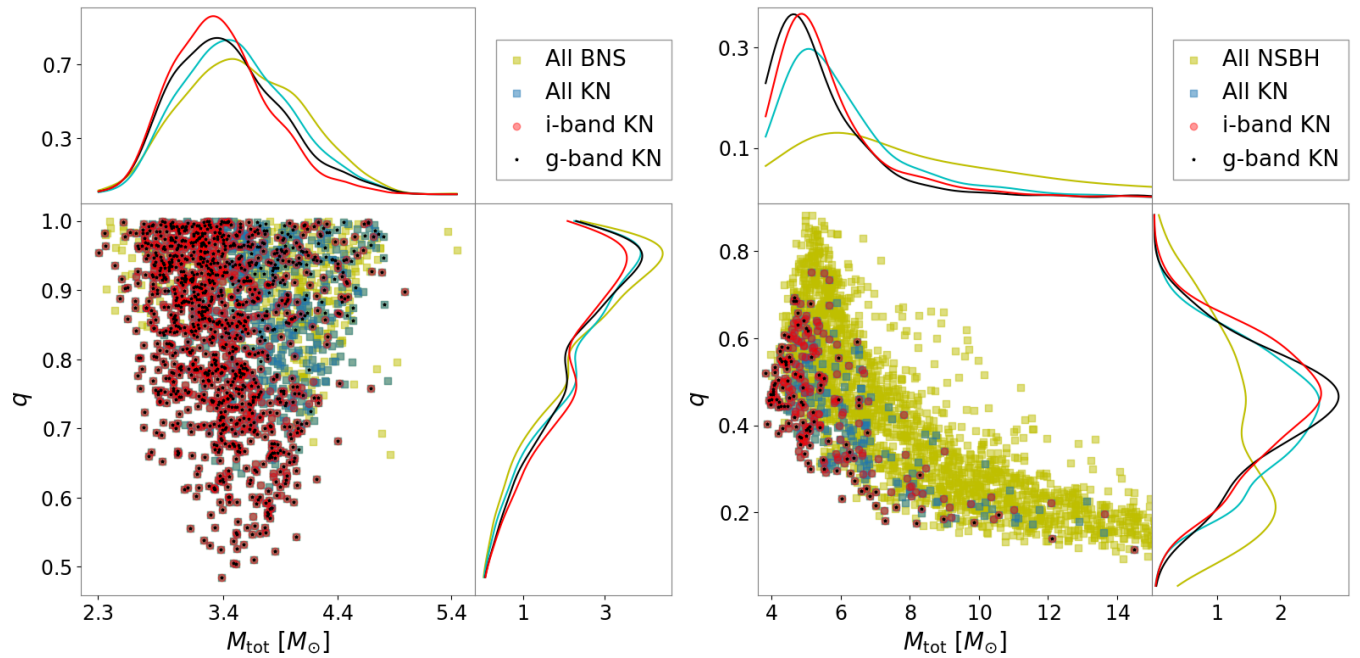 0.7
0.3
All BNS
All KN
i-band KN
g-band KN
1.0
0.9
0.8
0.7
0.6
0.5
q
2.3 3.4 4.4 5.4
1 3
M_tot [M_⊙]
0.3
0.1
All NSBH
All KN
i-band KN
g-band KN
0.8
0.6
0.4
0.2
q
4 6 8 10 12 14
1 2
M_tot [M_⊙]